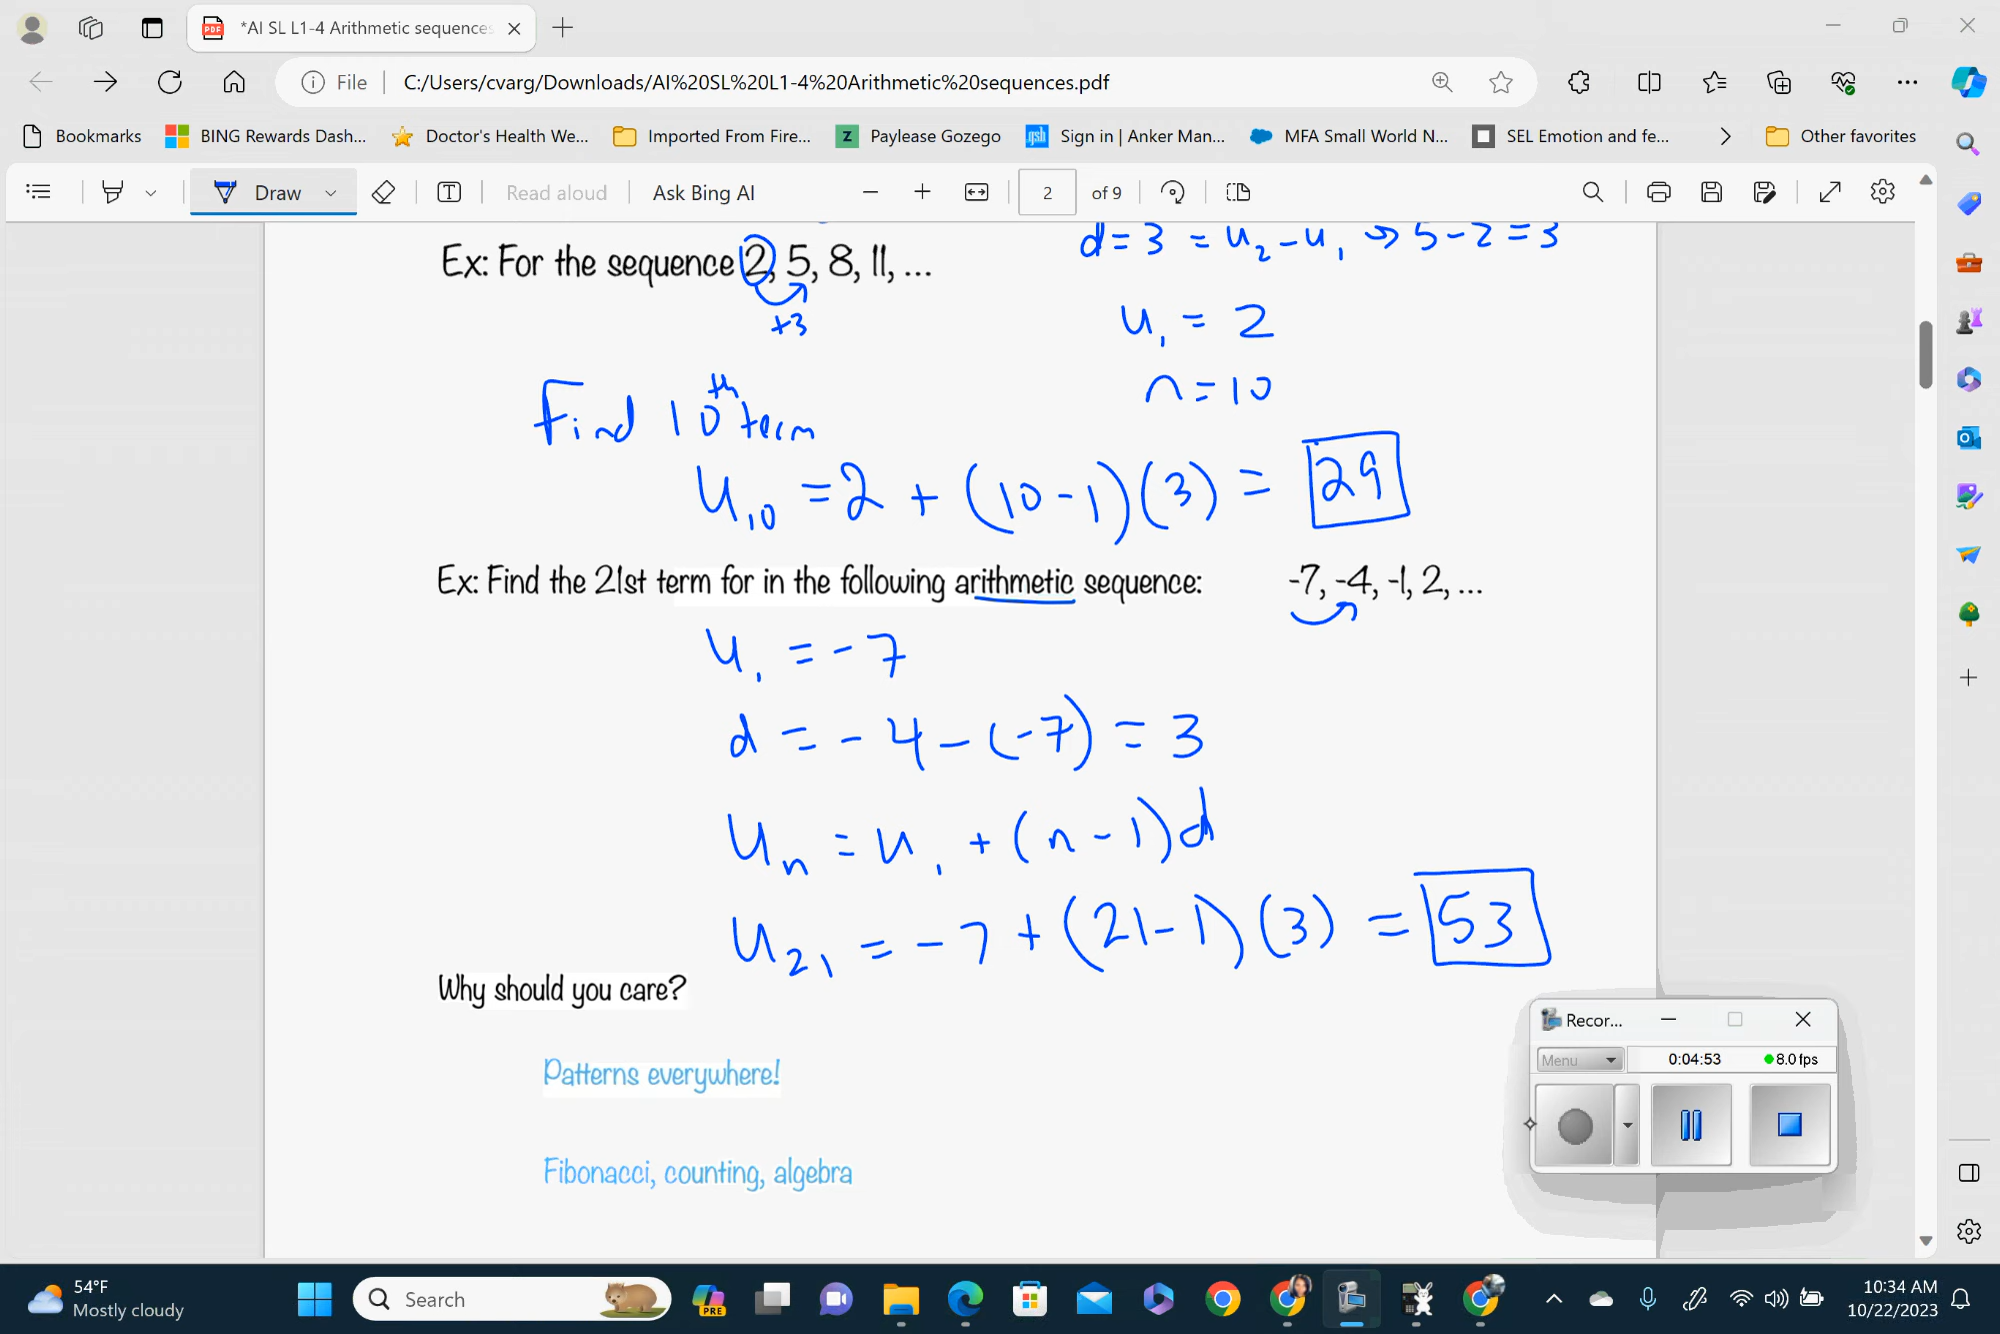 *AI SL L1-4 Arithmetic sequences
File C:/Users/cvarg/Downloads/AI%20SL%20L1-4%20Arithmetic%20sequences.pdf
Bookmarks BING Rewards Dash... Doctor's Health We... Imported From Fire... Z Paylease Gozego gsh Sign in | Anker Man... MFA Small World N... SEL Emotion and fe... Other favorites
Draw Read aloud Ask Bing AI 2 of 9
d = 3 = u₂ - u₁ → 5 - 2 = 3
Ex: For the sequence 2, 5, 8, 11, ...
+3
u₁ = 2
n = 10
Find 10th term
u₁₀ = 2 + (10-1)(3) = 29
Ex: Find the 21st term for in the following arithmetic sequence: -7, -4, -1, 2, ...
u₁ = -7
d = -4 - (-7) = 3
uₙ = u₁ + (n-1)d
u₂₁ = -7 + (21-1)(3) = 53
Why should you care?
Patterns everywhere!
Fibonacci, counting, algebra
Recor...
Menu 0:04:53 8.0 fps
54°F
Mostly cloudy
Search
PRE
10:34 AM
10/22/2023